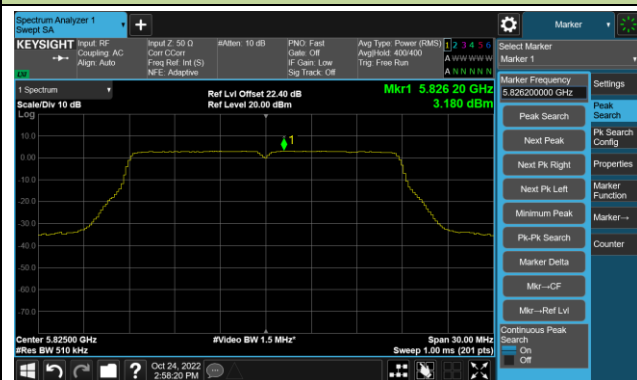 Spectrum Analyzer 1
Swept SA
Marker
KEYSIGHT
Input: RF
Coupling: AC
Align: Auto
Input Z: 50 Ω
Corr CCorr
Freq Ref: Int (S)
NFE: Adaptive
#Atten: 10 dB
PNO: Fast
Gate: Off
IF Gain: Low
Sig Track: Off
Avg Type: Power (RMS)
Avg|Hold: 400/400
Trig: Free Run
1 2 3 4 5 6
A W W W W W
A N N N N N
LXI
Select Marker
Marker 1
1 Spectrum
Scale/Div 10 dB
Log
Ref Lvl Offset 22.40 dB
Ref Level 20.00 dBm
Mkr1 5.826 20 GHz
3.180 dBm
1
10.0
0.00
-10.0
-20.0
-30.0
-40.0
-50.0
-60.0
-70.0
Center 5.82500 GHz
#Res BW 510 kHz
#Video BW 1.5 MHz*
Span 30.00 MHz
Sweep 1.00 ms (201 pts)
Marker Frequency
5.826200000 GHz
Peak Search
Next Peak
Next Pk Right
Next Pk Left
Minimum Peak
Pk-Pk Search
Marker Delta
Mkr→CF
Mkr→Ref Lvl
Continuous Peak
Search
On
Off
Settings
Peak
Search
Pk Search
Config
Properties
Marker
Function
Marker→
Counter
Oct 24, 2022
2:58:20 PM